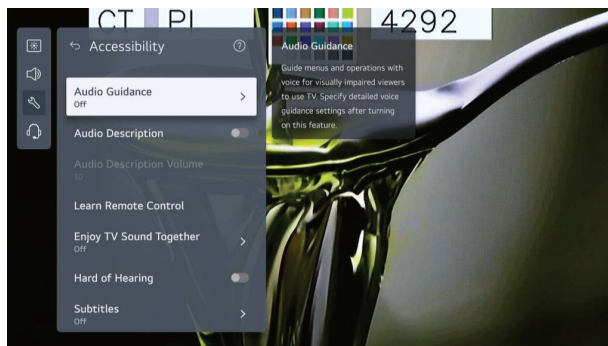 CT PL 4292
Accessibility
Audio Guidance
Off
Audio Description
Audio Description Volume
10
Learn Remote Control
Enjoy TV Sound Together
Off
Hard of Hearing
Subtitles
Off
Audio Guidance
Guide menus and operations with
voice for visually impaired viewers
to use TV. Specify detailed voice
guidance settings after turning
on this feature.